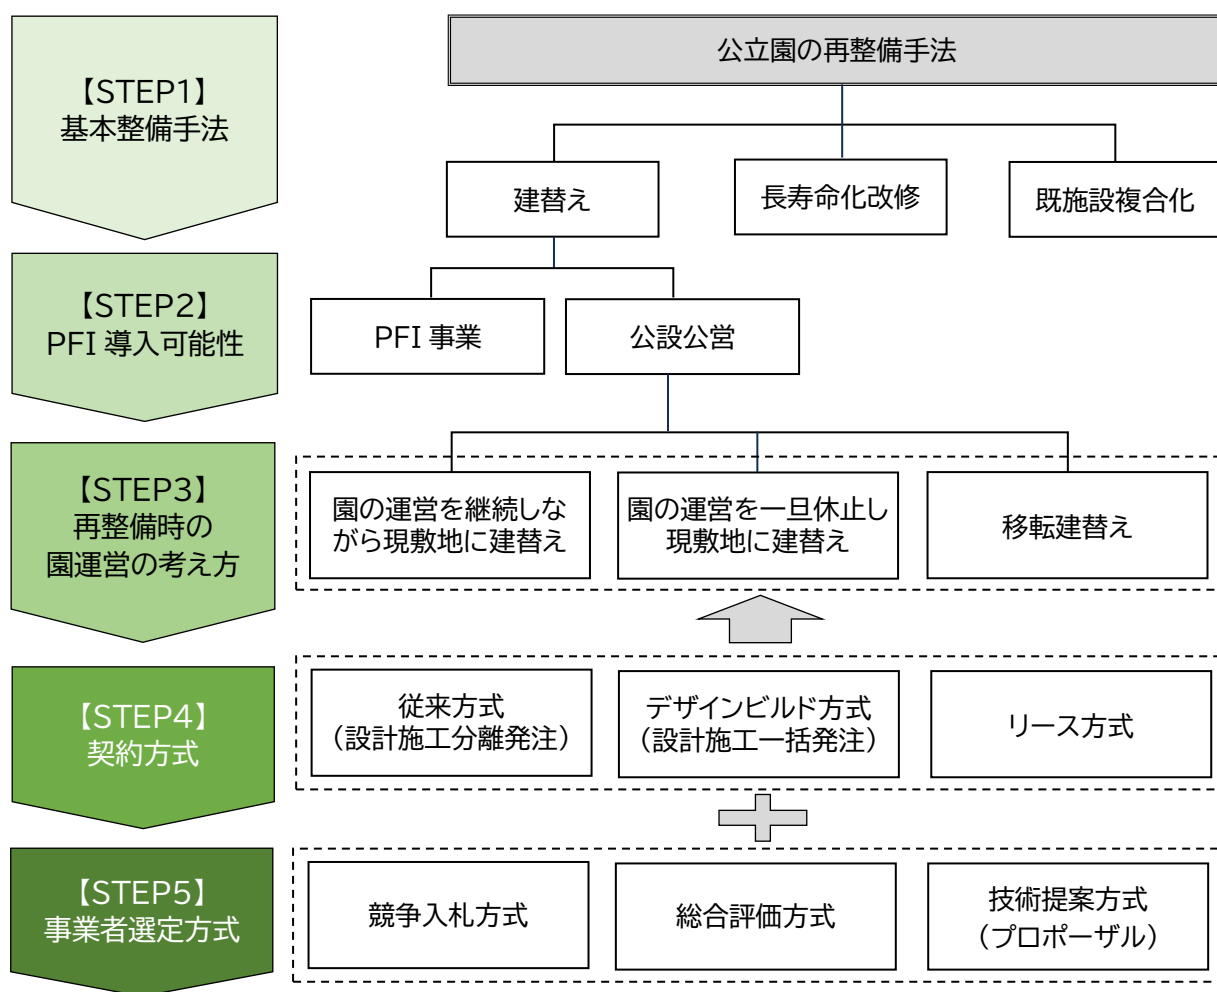 公立園の再整備手法
【STEP1】
基本整備手法
建替え
長寿命化改修
既施設複合化
【STEP2】
PFI 導入可能性
PFI 事業
公設公営
【STEP3】
再整備時の
園運営の考え方
園の運営を継続しな
がら現敷地に建替え
園の運営を一旦休止し
現敷地に建替え
移転建替え
【STEP4】
契約方式
従来方式
（設計施工分離発注）
デザインビルド方式
（設計施工一括発注）
リース方式
【STEP5】
事業者選定方式
競争入札方式
総合評価方式
技術提案方式
（プロポーザル）